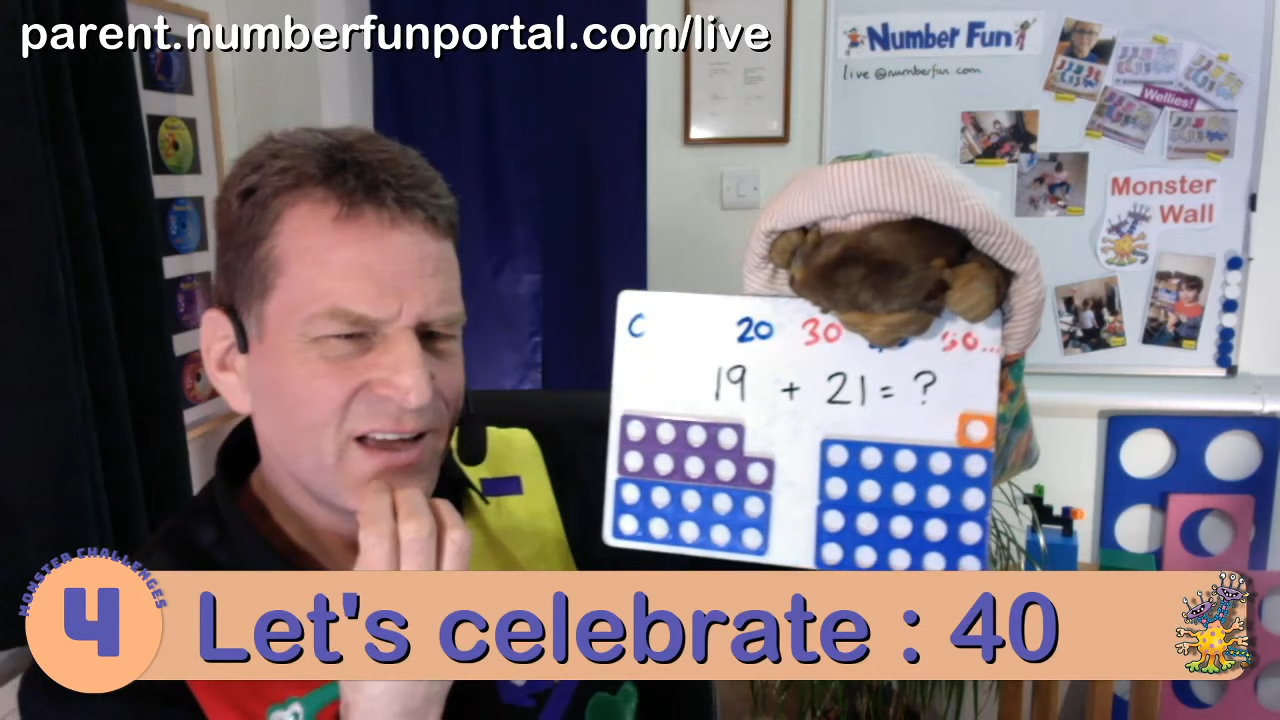 parent.numberfunportal.com/live
Number Fun
live@numberfun.com
Wellies!
Monster
Wall
20 30
19 + 21 = ?
MONSTER CHALLENGES
4
Let's celebrate : 40